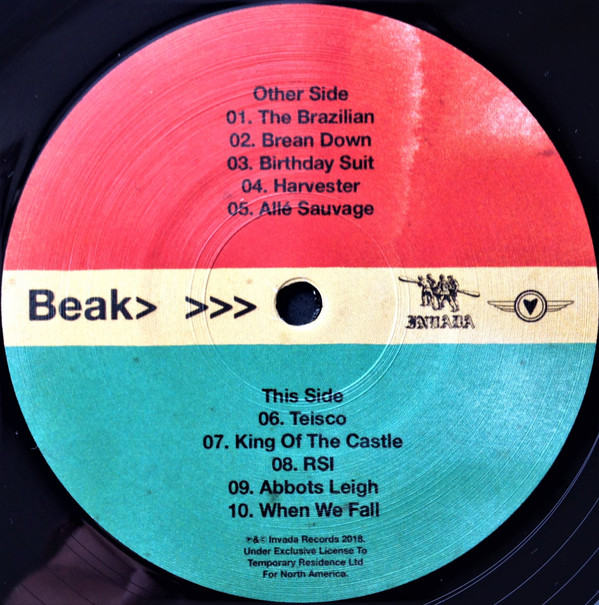 Other Side
01. The Brazilian
02. Brean Down
03. Birthday Suit
04. Harvester
05. Allé Sauvage
Beak> >>>
INVADA
This Side
06. Teisco
07. King Of The Castle
08. RSI
09. Abbots Leigh
10. When We Fall
℗&© Invada Records 2018.
Under Exclusive License To
Temporary Residence Ltd
For North America.